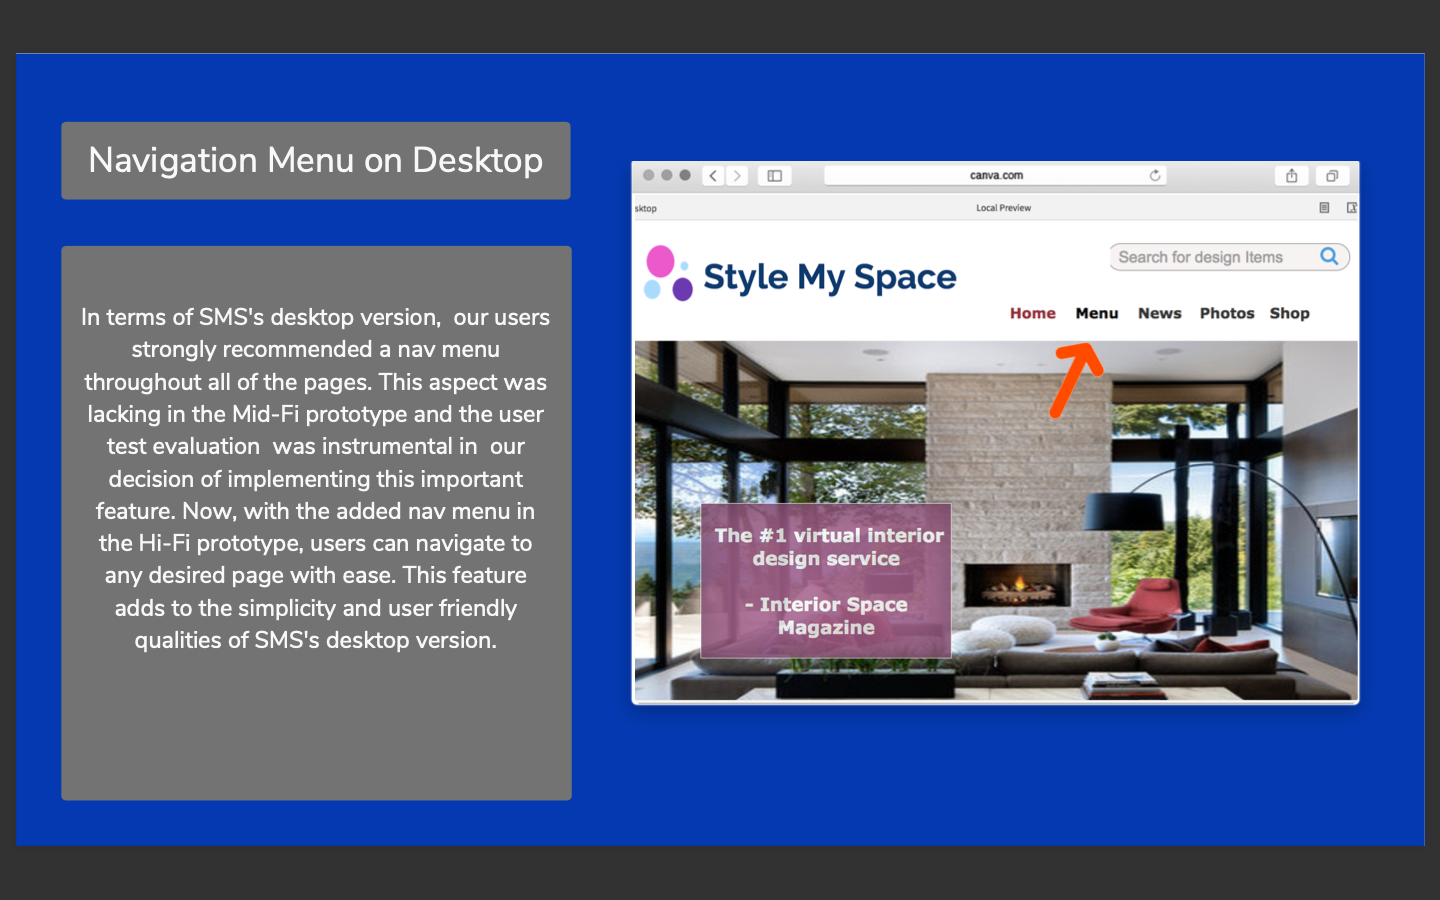 Navigation Menu on Desktop
In terms of SMS's desktop version,  our users
strongly recommended a nav menu
throughout all of the pages. This aspect was
lacking in the Mid-Fi prototype and the user
test evaluation  was instrumental in  our
decision of implementing this important
feature. Now, with the added nav menu in
the Hi-Fi prototype, users can navigate to
any desired page with ease. This feature
adds to the simplicity and user friendly
qualities of SMS's desktop version.
canva.com
sktop
Local Preview
Search for design Items
Style My Space
Home Menu News Photos Shop
The #1 virtual interior
design service
- Interior Space
Magazine